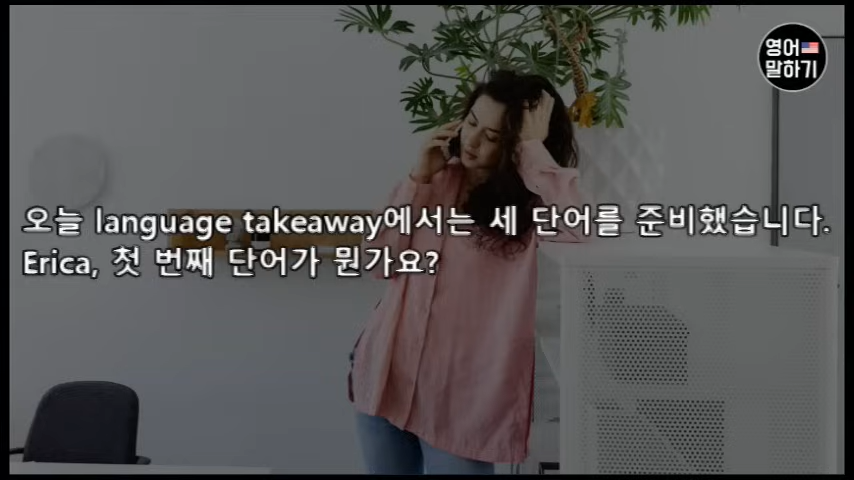 영어
말하기
오늘 language takeaway에서는 세 단어를 준비했습니다.
Erica, 첫 번째 단어가 뭔가요?